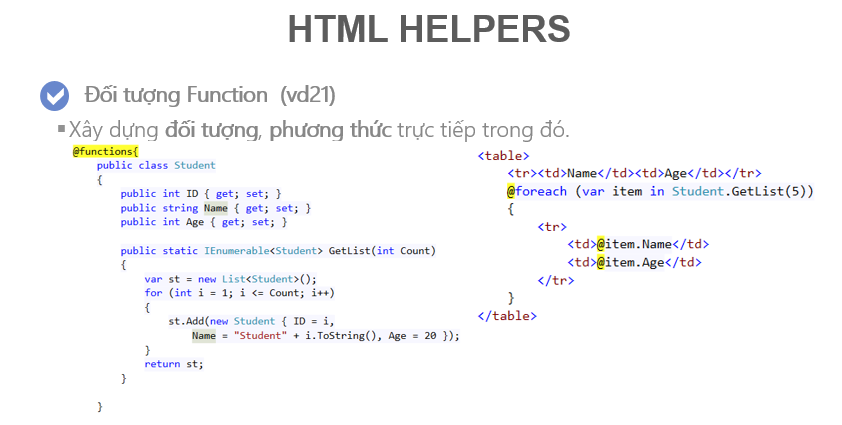 HTML HELPERS
Đối tượng Function (vd21)
▪Xây dựng đối tượng, phương thức trực tiếp trong đó.
@functions{
public class Student
{
public int ID { get; set; }
public string Name { get; set; }
public int Age { get; set; }
public static IEnumerable<Student> GetList(int Count)
{
var st = new List<Student>();
for (int i = 1; i <= Count; i++)
{
st.Add(new Student { ID = i,
Name = "Student" + i.ToString(), Age = 20 });
}
return st;
}
}
<table>
<tr><td>Name</td><td>Age</td></tr>
@foreach (var item in Student.GetList(5))
{
<tr>
<td>@item.Name</td>
<td>@item.Age</td>
</tr>
}
</table>